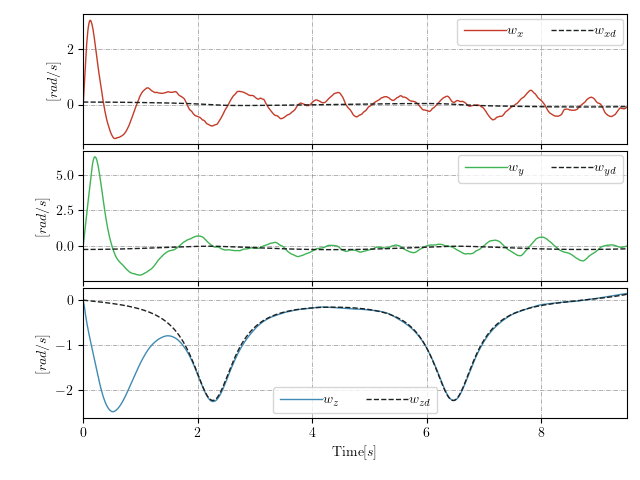 w_x w_xd
2
0
[rad/s]
w_y w_yd
5.0
2.5
0.0
[rad/s]
0
−1
−2
[rad/s]
w_z w_zd
0 2 4 6 8
Time[s]